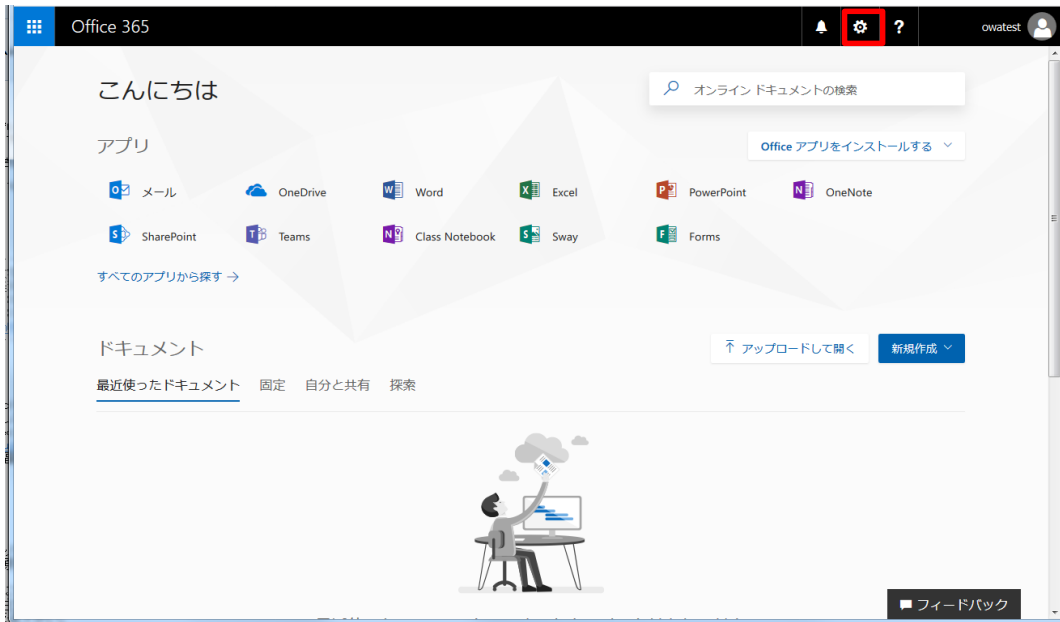 Office 365
?
owatest
こんにちは
オンライン ドキュメントの検索
アプリ
Office アプリをインストールする
メール
OneDrive
Word
Excel
PowerPoint
OneNote
SharePoint
Teams
Class Notebook
Sway
Forms
すべてのアプリから探す →
ドキュメント
アップロードして開く
新規作成
最近使ったドキュメント 固定 自分と共有 探索
フィードバック